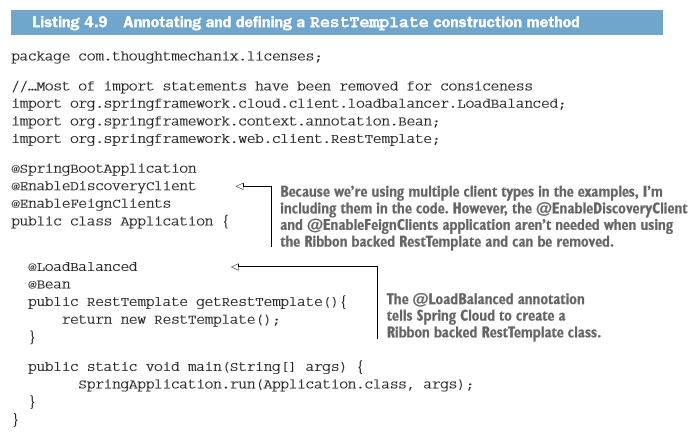 Listing 4.9 Annotating and defining a RestTemplate construction method
package com.thoughtmechanix.licenses;
//…Most of import statements have been removed for consiceness
import org.springframework.cloud.client.loadbalancer.LoadBalanced;
import org.springframework.context.annotation.Bean;
import org.springframework.web.client.RestTemplate;
@SpringBootApplication
@EnableDiscoveryClient
@EnableFeignClients
public class Application {
Because we're using multiple client types in the examples, I'm
including them in the code. However, the @EnableDiscoveryClient
and @EnableFeignClients application aren't needed when using
the Ribbon backed RestTemplate and can be removed.
@LoadBalanced
@Bean
public RestTemplate getRestTemplate(){
return new RestTemplate();
}
The @LoadBalanced annotation
tells Spring Cloud to create a
Ribbon backed RestTemplate class.
public static void main(String[] args) {
SpringApplication.run(Application.class, args);
}
}